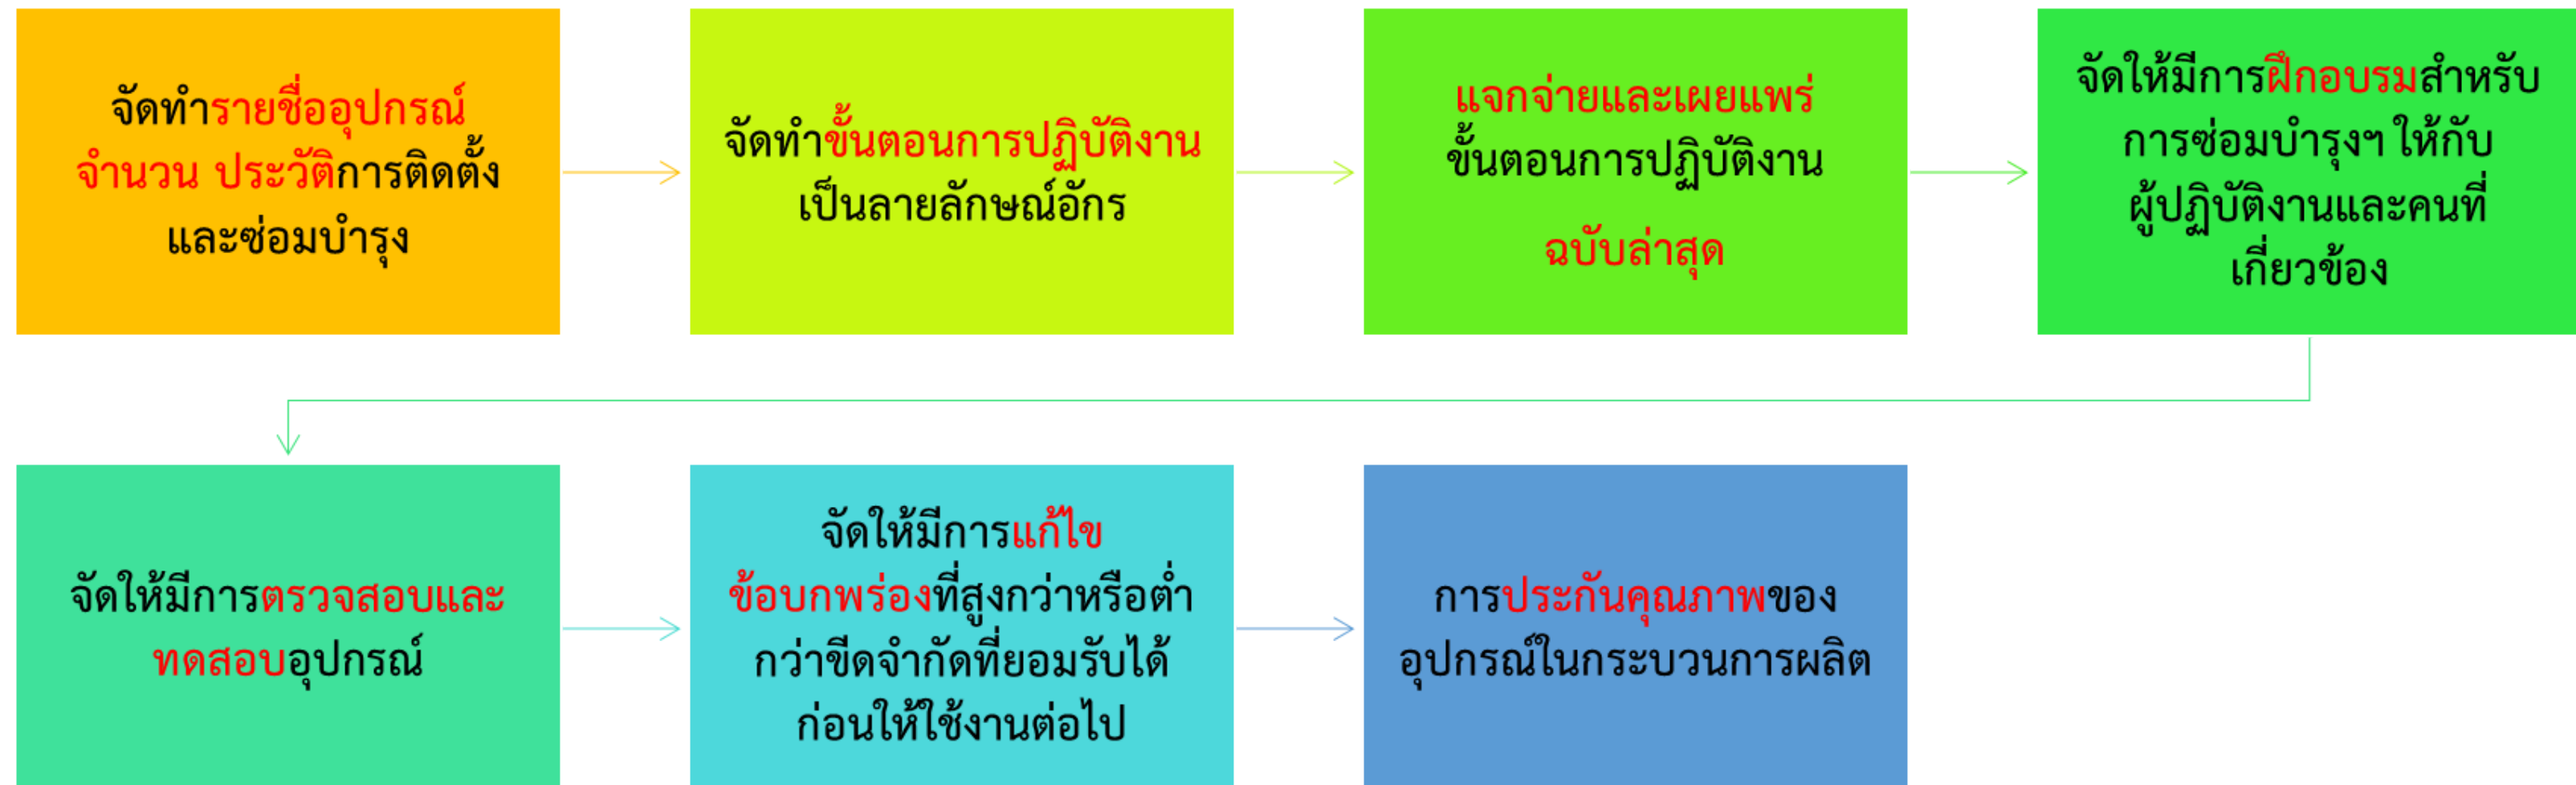 จัดทำรายชื่ออุปกรณ์
จำนวน ประวัติการติดตั้ง
และซ่อมบำรุง
จัดทำขั้นตอนการปฏิบัติงาน
เป็นลายลักษณ์อักร
แจกจ่ายและเผยแพร่
ขั้นตอนการปฏิบัติงาน
ฉบับล่าสุด
จัดให้มีการฝึกอบรมสำหรับ
การซ่อมบำรุงฯ ให้กับ
ผู้ปฏิบัติงานและคนที่
เกี่ยวข้อง
จัดให้มีการตรวจสอบและ
ทดสอบอุปกรณ์
จัดให้มีการแก้ไข
ข้อบกพร่องที่สูงกว่าหรือต่ำ
กว่าขีดจำกัดที่ยอมรับได้
ก่อนให้ใช้งานต่อไป
การประกันคุณภาพของ
อุปกรณ์ในกระบวนการผลิต